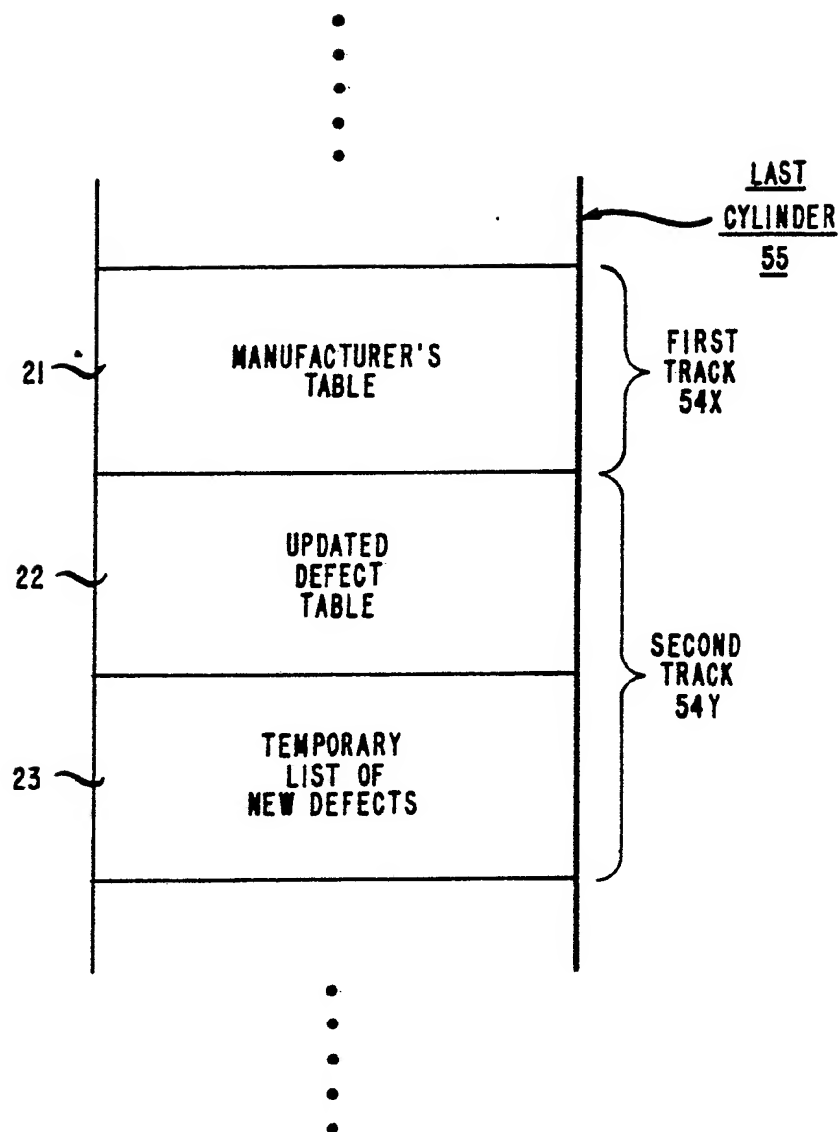 LAST
CYLINDER
55
21
MANUFACTURER'S
TABLE
FIRST
TRACK
54X
22
UPDATED
DEFECT
TABLE
SECOND
TRACK
54Y
23
TEMPORARY
LIST OF
NEW DEFECTS